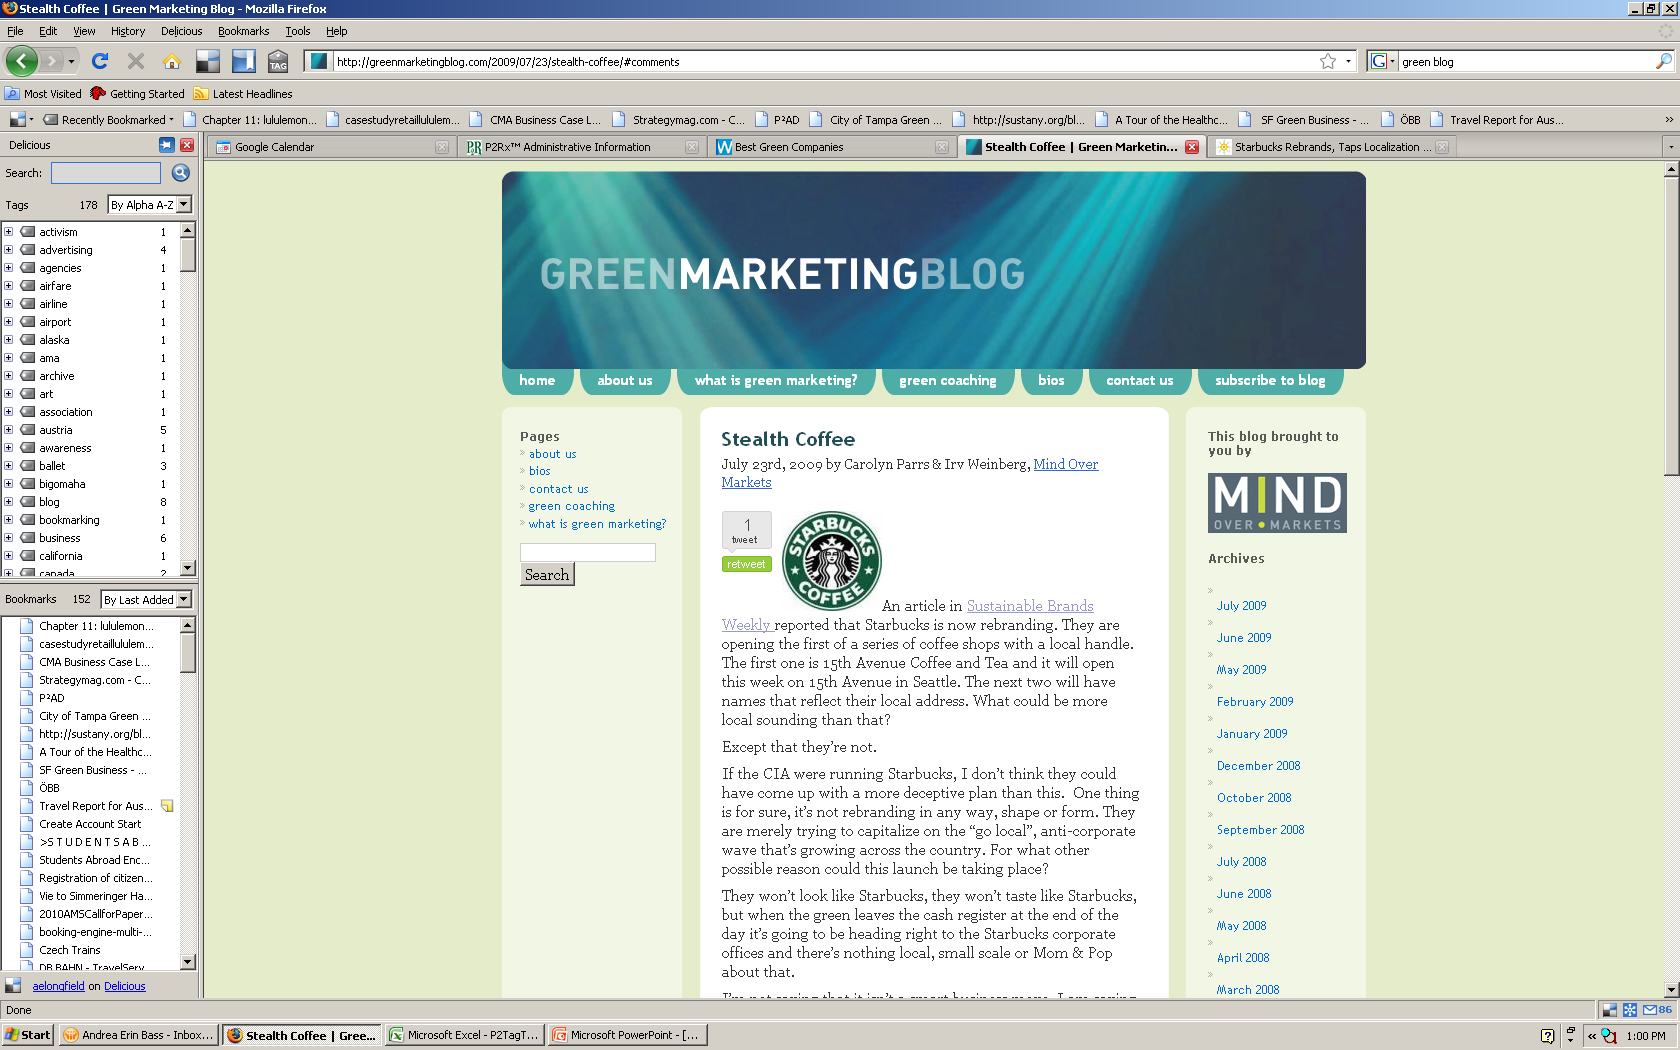 Stealth Coffee | Green Marketing Blog - Mozilla Firefox
File Edit View History Delicious Bookmarks Tools Help
TAG
http://greenmarketingblog.com/2009/07/23/stealth-coffee/#comments
G
green blog
Most Visited Getting Started Latest Headlines
Recently Bookmarked Chapter 11: lululemon... casestudyretaillululem... CMA Business Case L... Strategymag.com - C... P²AD City of Tampa Green ... http://sustany.org/bl... A Tour of the Healthc... SF Green Business - ... ÖBB Travel Report for Aus... »
Delicious
Google Calendar P2Rx™ Administrative Information Best Green Companies Stealth Coffee | Green Marketin... Starbucks Rebrands, Taps Localization ...
Search:
Tags 178 By Alpha A-Z
activism 1
advertising 4
agencies 1
airfare 1
airline 1
airport 1
alaska 1
ama 1
archive 1
art 1
association 1
austria 5
awareness 1
ballet 3
bigomaha 1
blog 8
bookmarking 1
business 6
california 1
canada 2
Bookmarks 152 By Last Added
Chapter 11: lululemon...
casestudyretaillululem...
CMA Business Case L...
Strategymag.com - C...
P²AD
City of Tampa Green ...
http://sustany.org/bl...
A Tour of the Healthc...
SF Green Business - ...
ÖBB
Travel Report for Aus...
Create Account Start
>S T U D E N T S A B ...
Students Abroad Enc...
Registration of citizen...
Vie to Simmeringer Ha...
2010AMSCallforPaper...
booking-engine-multi-...
Czech Trains
DB BAHN - TravelServ...
aelongfield on Delicious
GREENMARKETINGBLOG
home about us what is green marketing? green coaching bios contact us subscribe to blog
Pages
» about us
» bios
» contact us
» green coaching
» what is green marketing?
Search
Stealth Coffee
July 23rd, 2009 by Carolyn Parrs & Irv Weinberg, Mind Over
Markets
1
tweet
retweet
STARBUCKS
COFFEE
An article in Sustainable Brands
Weekly reported that Starbucks is now rebranding. They are
opening the first of a series of coffee shops with a local handle.
The first one is 15th Avenue Coffee and Tea and it will open
this week on 15th Avenue in Seattle. The next two will have
names that reflect their local address. What could be more
local sounding than that?
Except that they're not.
If the CIA were running Starbucks, I don't think they could
have come up with a more deceptive plan than this. One thing
is for sure, it's not rebranding in any way, shape or form. They
are merely trying to capitalize on the “go local”, anti-corporate
wave that's growing across the country. For what other
possible reason could this launch be taking place?
They won't look like Starbucks, they won't taste like Starbucks,
but when the green leaves the cash register at the end of the
day it's going to be heading right to the Starbucks corporate
offices and there's nothing local, small scale or Mom & Pop
about that.
I'm not saying that it isn't a smart business move. I am saying
This blog brought to
you by
MIND
OVER • MARKETS
Archives
» July 2009
» June 2009
» May 2009
» February 2009
» January 2009
» December 2008
» October 2008
» September 2008
» July 2008
» June 2008
» May 2008
» April 2008
» March 2008
Done
86
Start Andrea Erin Bass - Inbox... Stealth Coffee | Gree... Microsoft Excel - P2TagT... Microsoft PowerPoint - [... « 1:00 PM